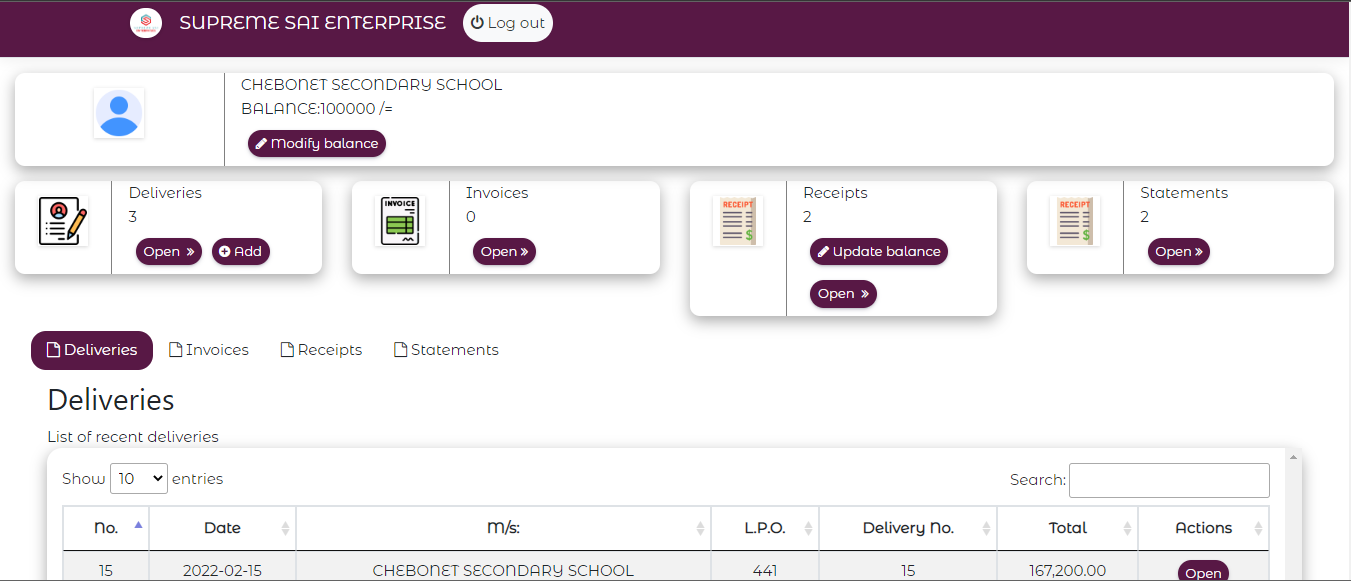 SUPREME SAI ENTERPRISE Log out
CHEBONET SECONDARY SCHOOL
BALANCE:100000 /=
Modify balance
Deliveries
3
Open » Add
INVOICE
Invoices
0
Open »
RECEIPT
$
Receipts
2
Update balance
Open »
RECEIPT
$
Statements
2
Open »
Deliveries Invoices Receipts Statements
Deliveries
List of recent deliveries
Show 10 entries Search:
No. Date M/s: L.P.O. Delivery No. Total Actions
15 2022-02-15 CHEBONET SECONDARY SCHOOL 441 15 167,200.00 Open